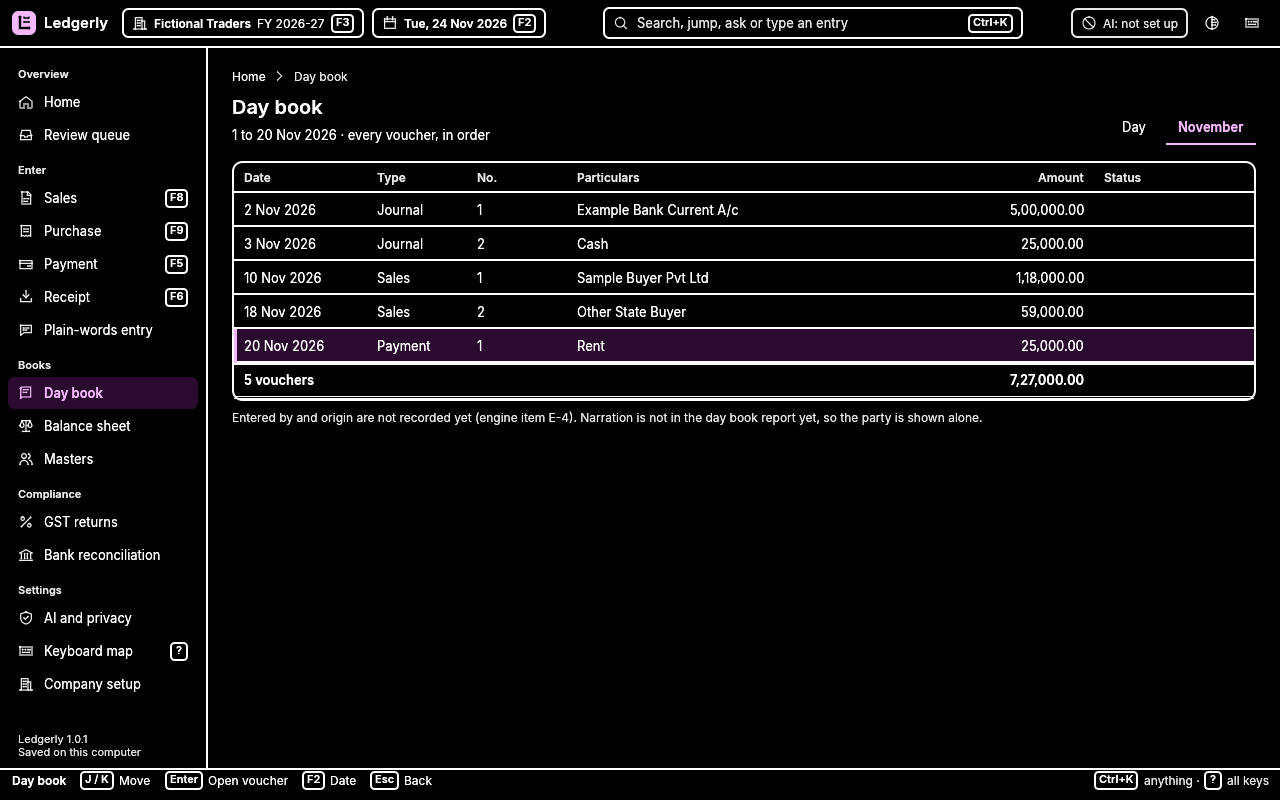 Ledgerly
Fictional Traders FY 2026-27 F3
Tue, 24 Nov 2026 F2
Search, jump, ask or type an entry Ctrl+K
AI: not set up
Overview
Home
Review queue
Enter
Sales F8
Purchase F9
Payment F5
Receipt F6
Plain-words entry
Books
Day book
Balance sheet
Masters
Compliance
GST returns
Bank reconciliation
Settings
AI and privacy
Keyboard map ?
Company setup
Ledgerly 1.0.1
Saved on this computer
Home > Day book
Day book
1 to 20 Nov 2026 · every voucher, in order
Day November
Date Type No. Particulars Amount Status
2 Nov 2026 Journal 1 Example Bank Current A/c 5,00,000.00
3 Nov 2026 Journal 2 Cash 25,000.00
10 Nov 2026 Sales 1 Sample Buyer Pvt Ltd 1,18,000.00
18 Nov 2026 Sales 2 Other State Buyer 59,000.00
20 Nov 2026 Payment 1 Rent 25,000.00
5 vouchers 7,27,000.00
Entered by and origin are not recorded yet (engine item E-4). Narration is not in the day book report yet, so the party is shown alone.
Day book J / K Move Enter Open voucher F2 Date Esc Back
Ctrl+K anything · ? all keys